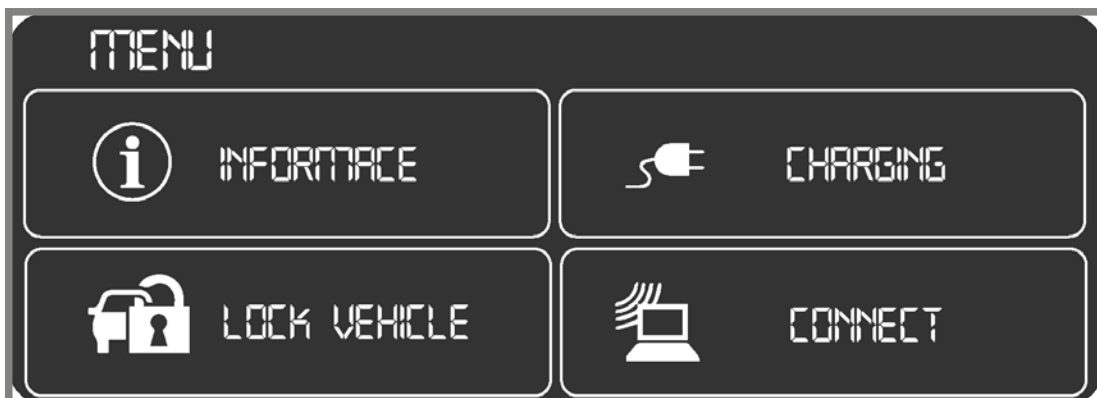 MENU
INFORMACE
CHARGING
LOCK VEHICLE
CONNECT